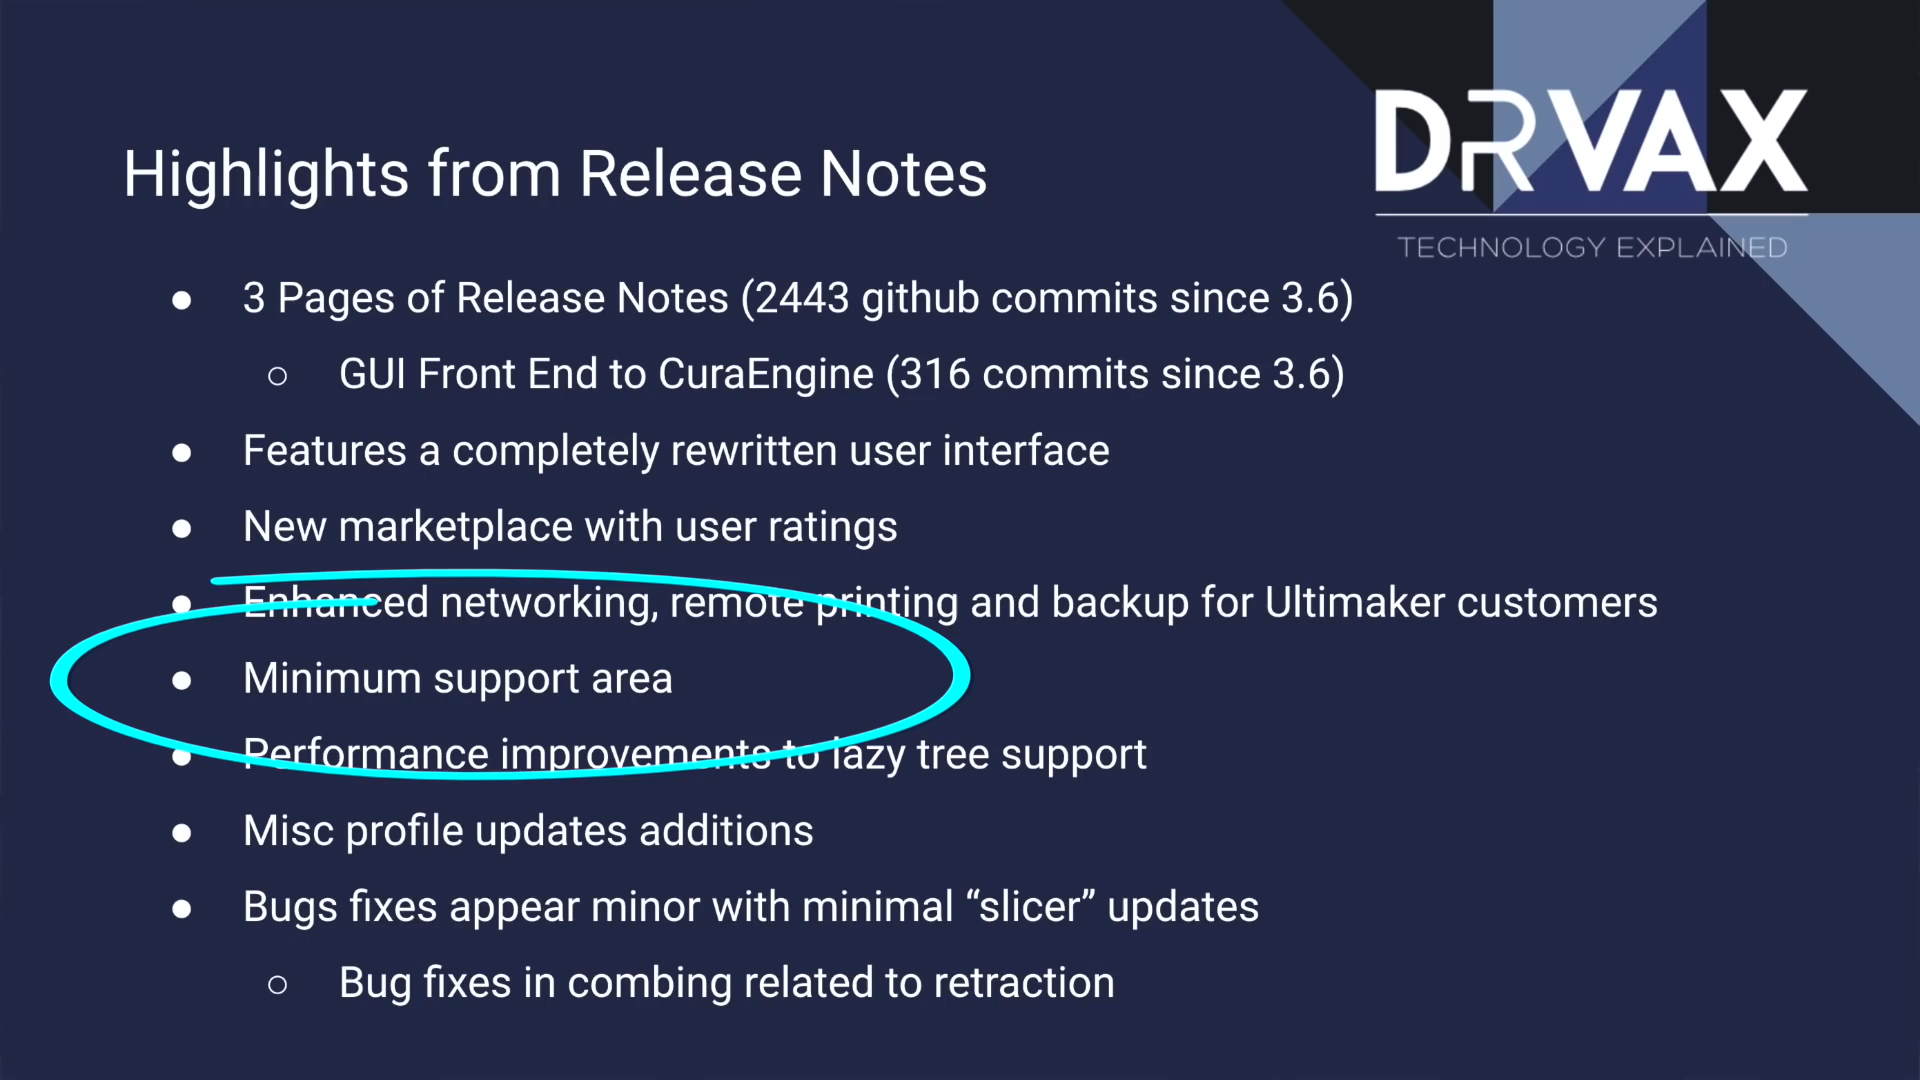 DRVAX
TECHNOLOGY EXPLAINED
Highlights from Release Notes
● 3 Pages of Release Notes (2443 github commits since 3.6)
○ GUI Front End to CuraEngine (316 commits since 3.6)
● Features a completely rewritten user interface
● New marketplace with user ratings
● Enhanced networking, remote printing and backup for Ultimaker customers
● Minimum support area
● Performance improvements to lazy tree support
● Misc profile updates additions
● Bugs fixes appear minor with minimal “slicer” updates
○ Bug fixes in combing related to retraction